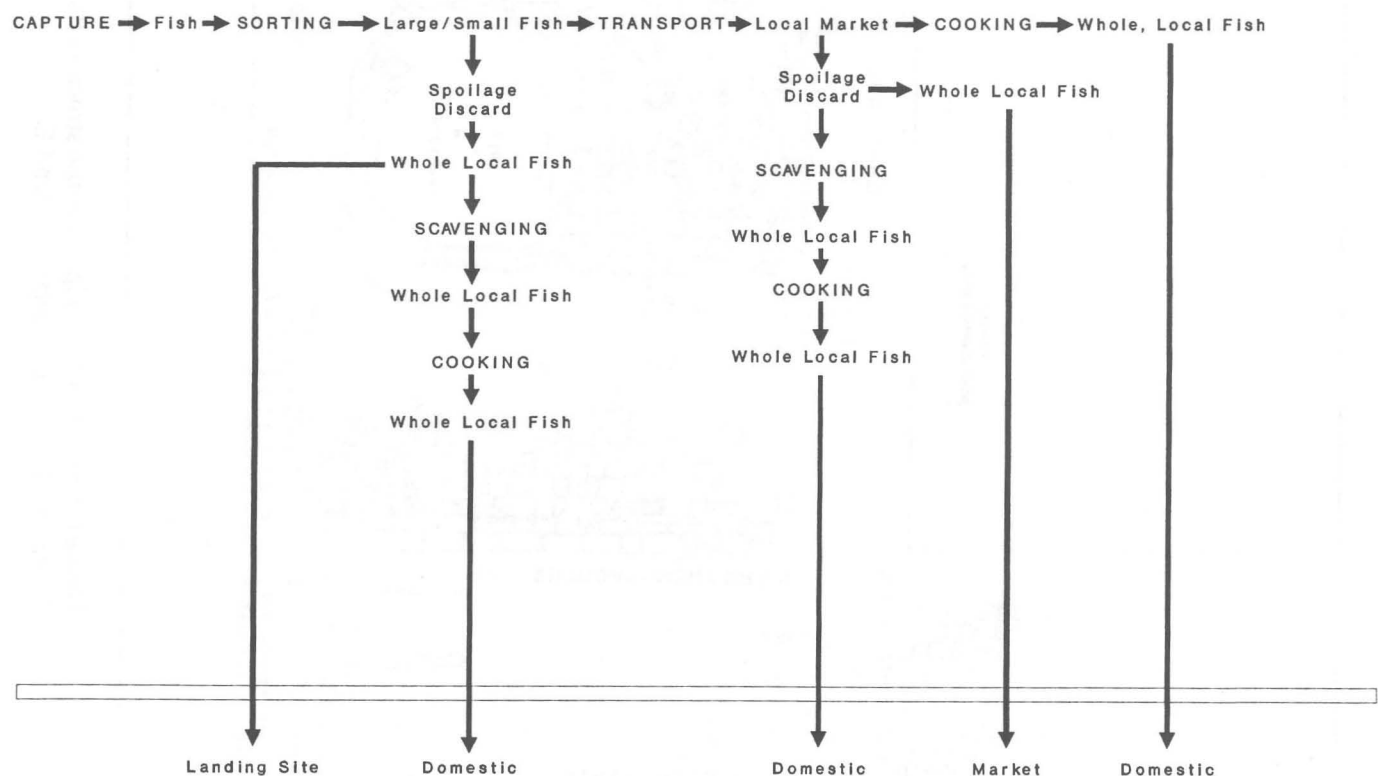 CAPTURE Fish SORTING Large/Small Fish TRANSPORT Local Market COOKING Whole, Local Fish
Spoilage
Discard
Whole Local Fish
SCAVENGING
Whole Local Fish
COOKING
Whole Local Fish
Spoilage
Discard
Whole Local Fish
SCAVENGING
Whole Local Fish
COOKING
Whole Local Fish
Landing Site Domestic Domestic Market Domestic